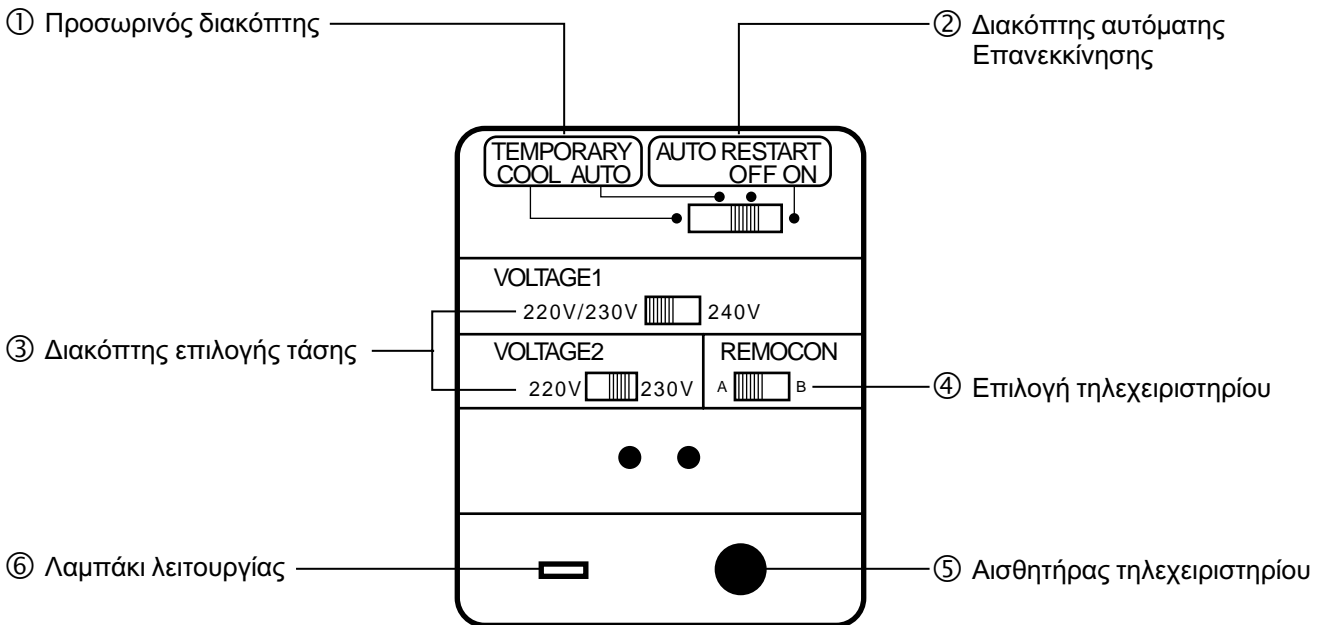 ① Προσωρινός διακόπτης
② Διακόπτης αυτόματης
Επανεκκίνησης
TEMPORARY
COOL AUTO
AUTO RESTART
OFF ON
VOLTAGE1
220V/230V 240V
③ Διακόπτης επιλογής τάσης
VOLTAGE2
220V 230V
REMOCON
A B
④ Επιλογή τηλεχειριστηρίου
⑥ Λαμπάκι λειτουργίας
⑤ Αισθητήρας τηλεχειριστηρίου